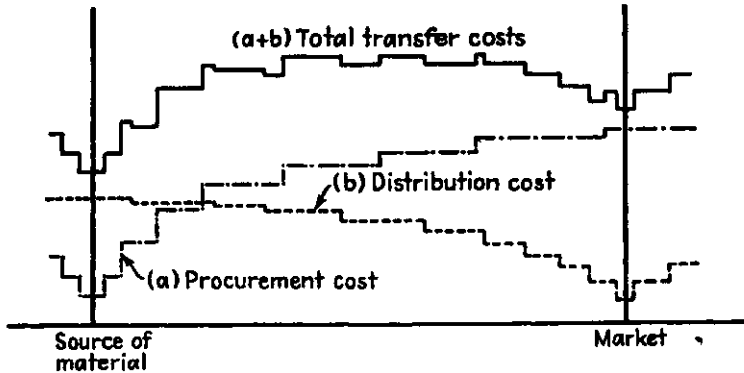 (a+b) Total transfer costs
(b) Distribution cost
(a) Procurement cost
Source of
material
Market